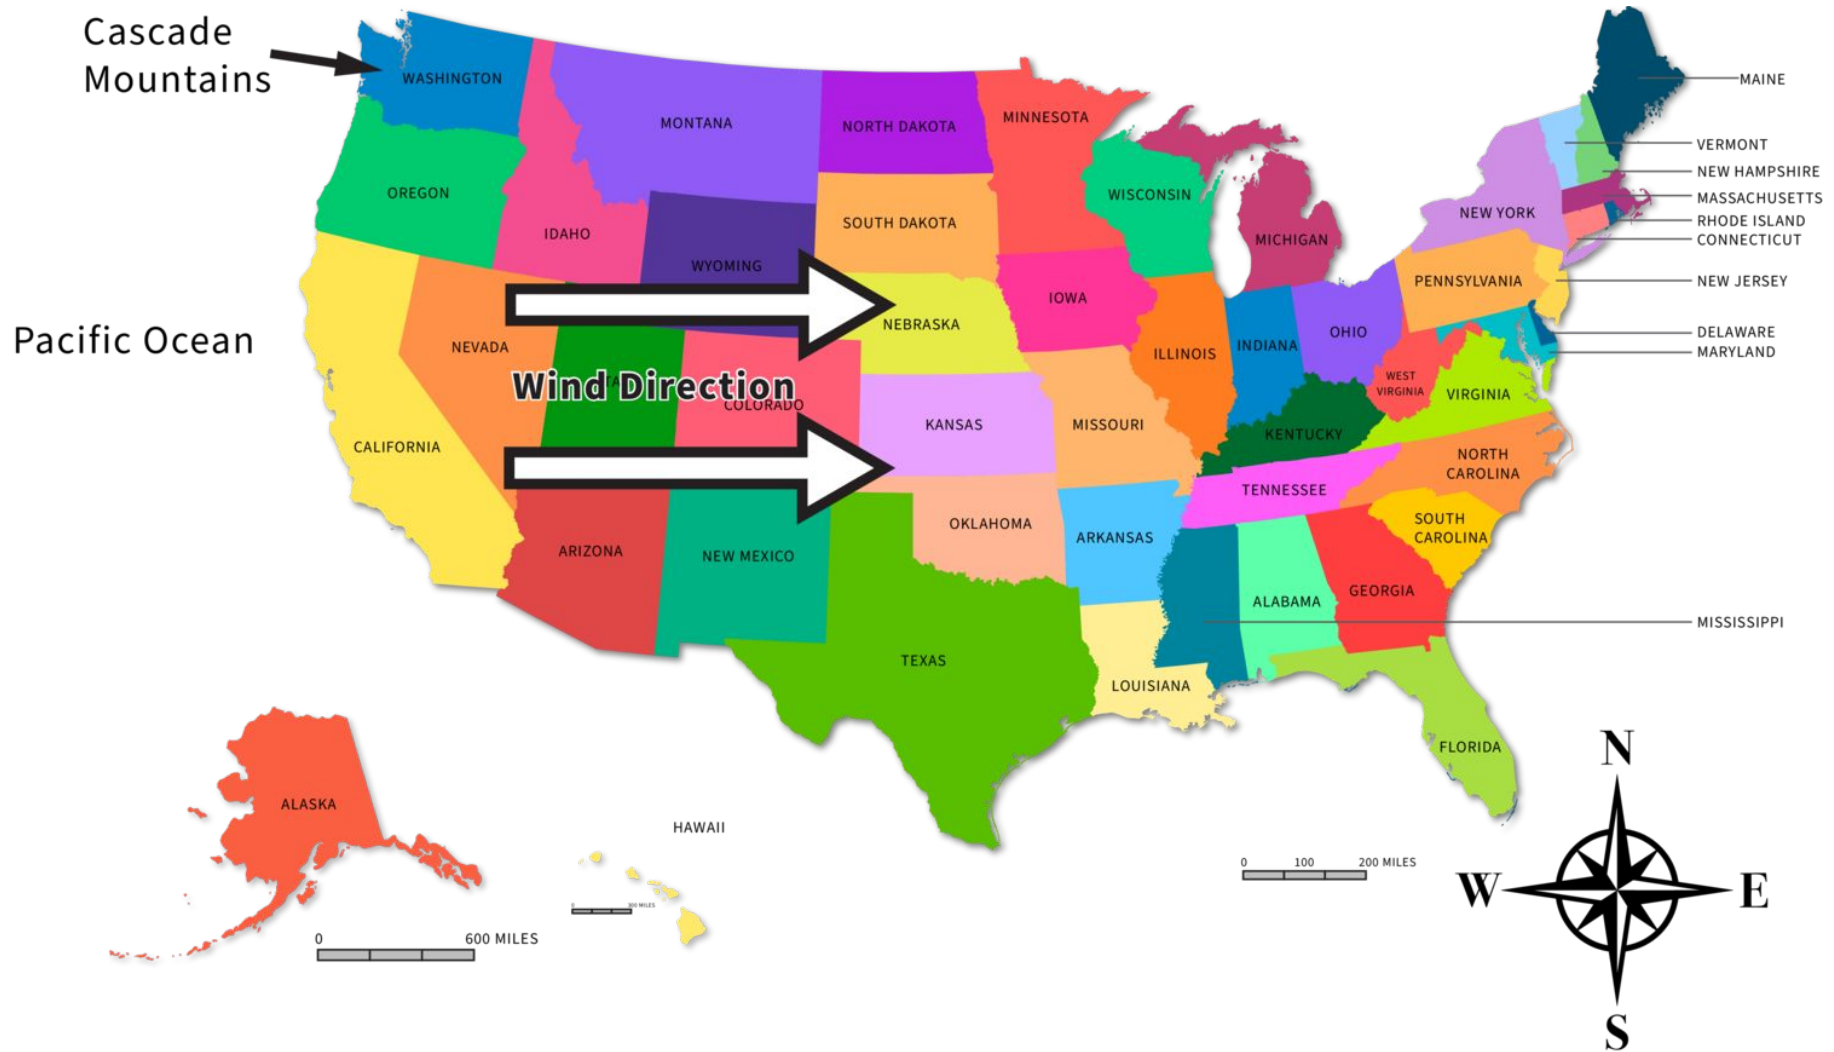 Cascade
Mountains
Pacific Ocean
WASHINGTON
OREGON
CALIFORNIA
NEVADA
IDAHO
MONTANA
WYOMING
COLORADO
ARIZONA
NEW MEXICO
Wind Direction
NORTH DAKOTA
SOUTH DAKOTA
NEBRASKA
KANSAS
OKLAHOMA
TEXAS
MINNESOTA
IOWA
MISSOURI
ARKANSAS
LOUISIANA
WISCONSIN
ILLINOIS
MICHIGAN
INDIANA
OHIO
KENTUCKY
TENNESSEE
ALABAMA
GEORGIA
FLORIDA
SOUTH
CAROLINA
NORTH
CAROLINA
VIRGINIA
WEST
VIRGINIA
PENNSYLVANIA
NEW YORK
MAINE
VERMONT
NEW HAMPSHIRE
MASSACHUSETTS
RHODE ISLAND
CONNECTICUT
NEW JERSEY
DELAWARE
MARYLAND
MISSISSIPPI
ALASKA
0 600 MILES
HAWAII
0 300 MILES
0 100 200 MILES
N
W E
S